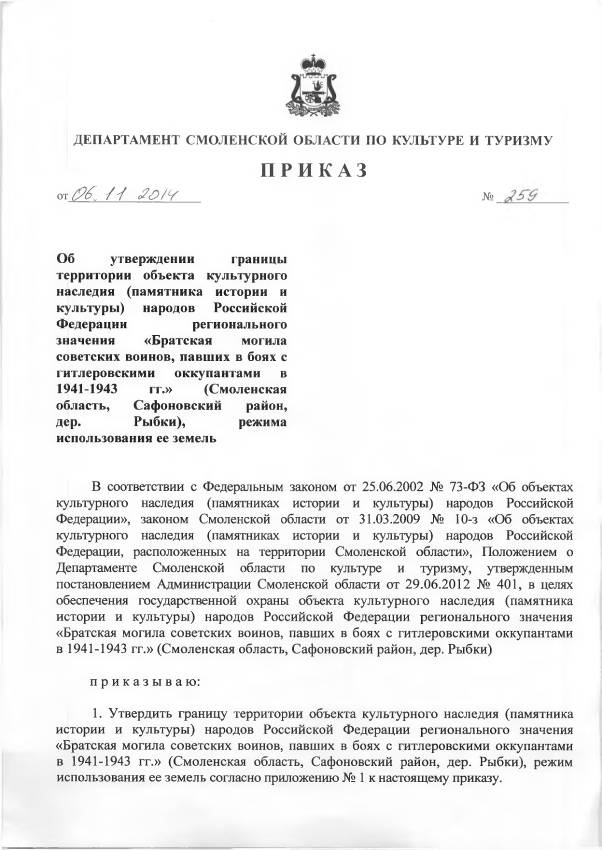 ДЕПАРТАМЕНТ СМОЛЕНСКОЙ ОБЛАСТИ ПО КУЛЬТУРЕ И ТУРИЗМУ
ПРИКАЗ
от 06.11 2014 № 259
Об утверждении границы
территории объекта культурного
наследия (памятника истории и
культуры) народов Российской
Федерации регионального
значения «Братская могила
советских воинов, павших в боях с
гитлеровскими оккупантами в
1941-1943 гг.» (Смоленская
область, Сафоновский район,
дер. Рыбки), режима
использования ее земель
В соответствии с Федеральным законом от 25.06.2002 № 73-ФЗ «Об объектах
культурного наследия (памятниках истории и культуры) народов Российской
Федерации», законом Смоленской области от 31.03.2009 № 10-з «Об объектах
культурного наследия (памятниках истории и культуры) народов Российской
Федерации, расположенных на территории Смоленской области», Положением о
Департаменте Смоленской области по культуре и туризму, утвержденным
постановлением Администрации Смоленской области от 29.06.2012 № 401, в целях
обеспечения государственной охраны объекта культурного наследия (памятника
истории и культуры) народов Российской Федерации регионального значения
«Братская могила советских воинов, павших в боях с гитлеровскими оккупантами
в 1941-1943 гг.» (Смоленская область, Сафоновский район, дер. Рыбки)
приказываю:
1. Утвердить границу территории объекта культурного наследия (памятника
истории и культуры) народов Российской Федерации регионального значения
«Братская могила советских воинов, павших в боях с гитлеровскими оккупантами
в 1941-1943 гг.» (Смоленская область, Сафоновский район, дер. Рыбки), режим
использования ее земель согласно приложению № 1 к настоящему приказу.